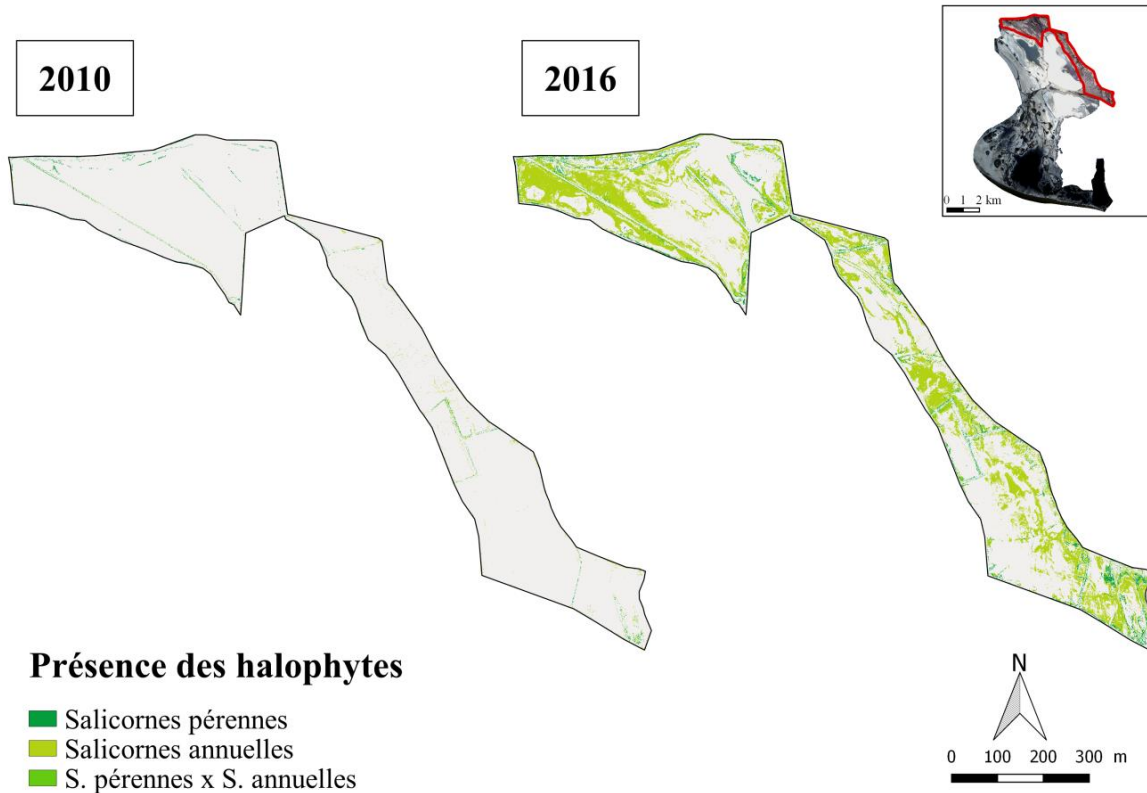 2010
2016
0 1 2 km
Présence des halophytes
Salicornes pérennes
Salicornes annuelles
S. pérennes x S. annuelles
N
0 100 200 300 m